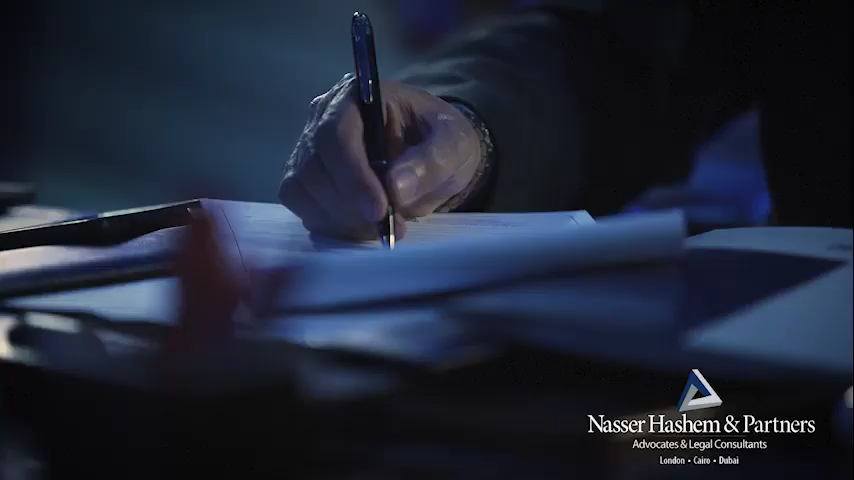 Nasser Hashem & Partners
Advocates & Legal Consultants
London • Cairo • Dubai